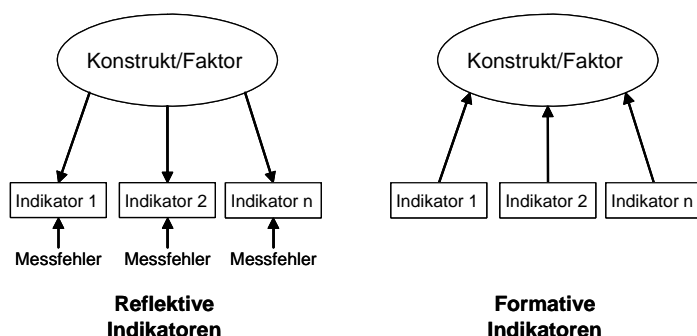 Konstrukt/Faktor
Indikator 1
Indikator 2
Indikator n
Messfehler
Messfehler
Messfehler
Reflektive
Indikatoren
Konstrukt/Faktor
Indikator 1
Indikator 2
Indikator n
Formative
Indikatoren